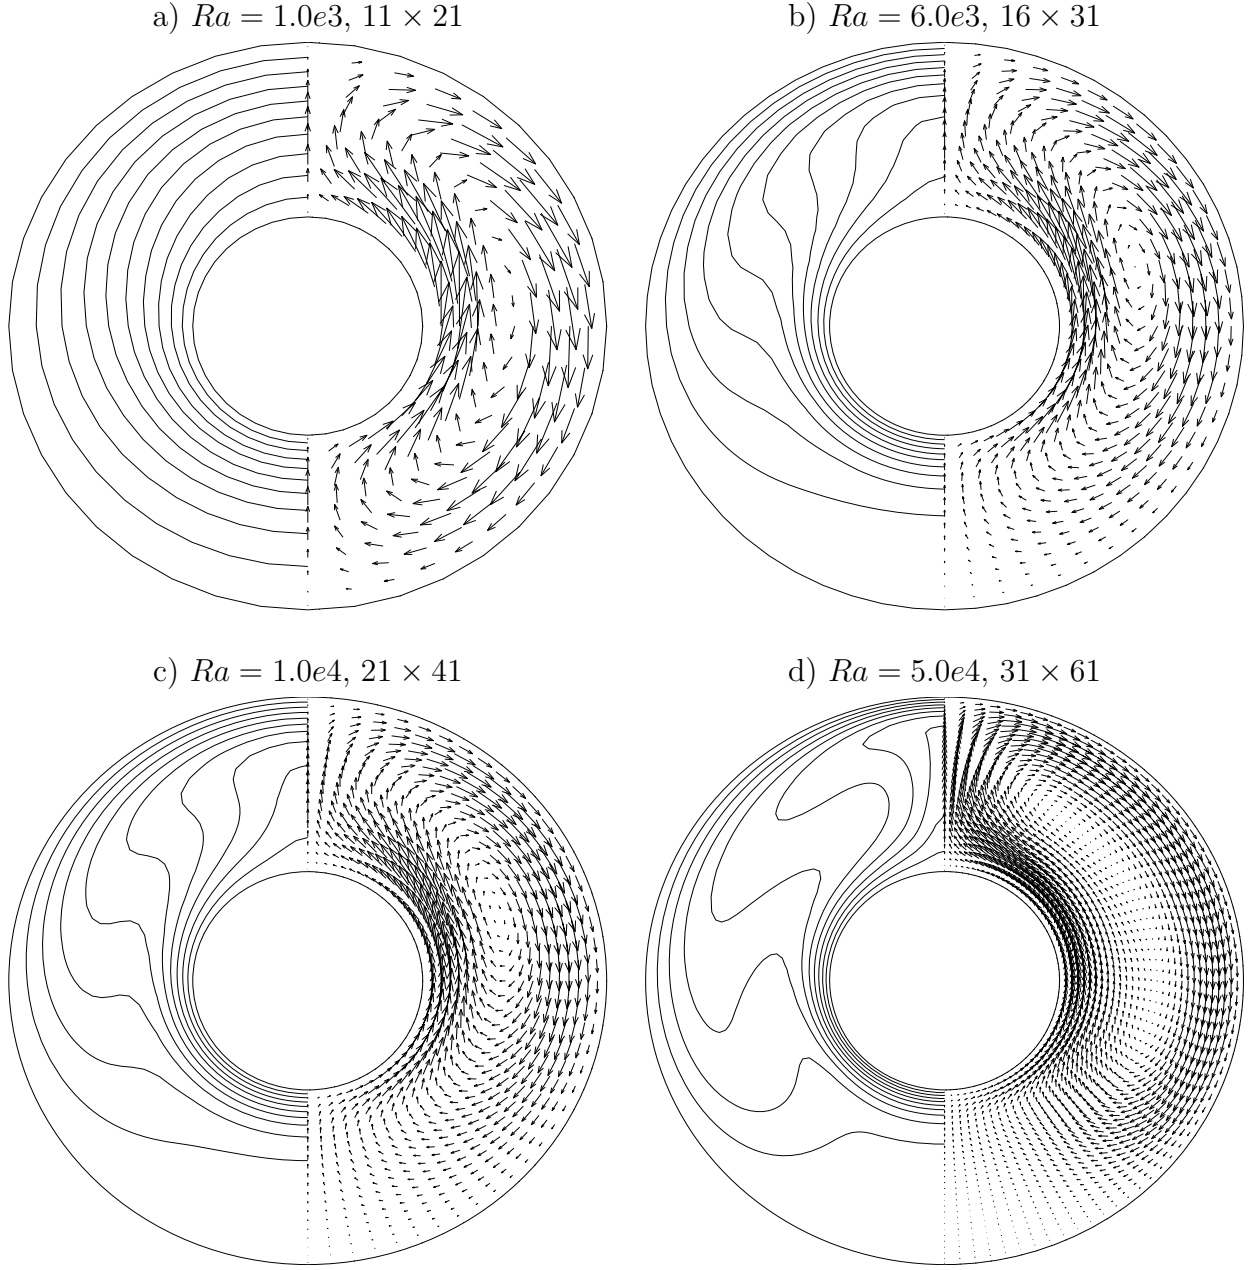 a) Ra = 1.0e3, 11 × 21
b) Ra = 6.0e3, 16 × 31
c) Ra = 1.0e4, 21 × 41
d) Ra = 5.0e4, 31 × 61